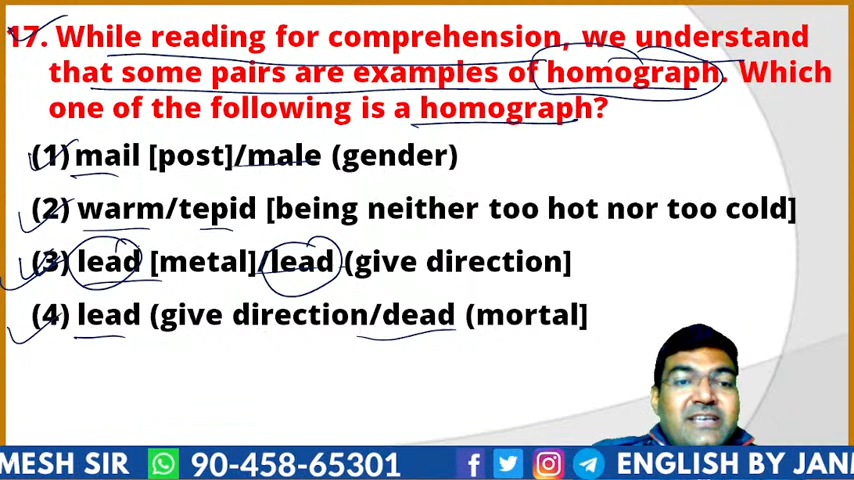 17. While reading for comprehension, we understand
that some pairs are examples of homograph. Which
one of the following is a homograph?
(1) mail [post]/male (gender)
(2) warm/tepid [being neither too hot nor too cold]
(3) lead [metal]/lead (give direction]
(4) lead (give direction/dead (mortal]
MESH SIR 90-458-65301 ENGLISH BY JAN